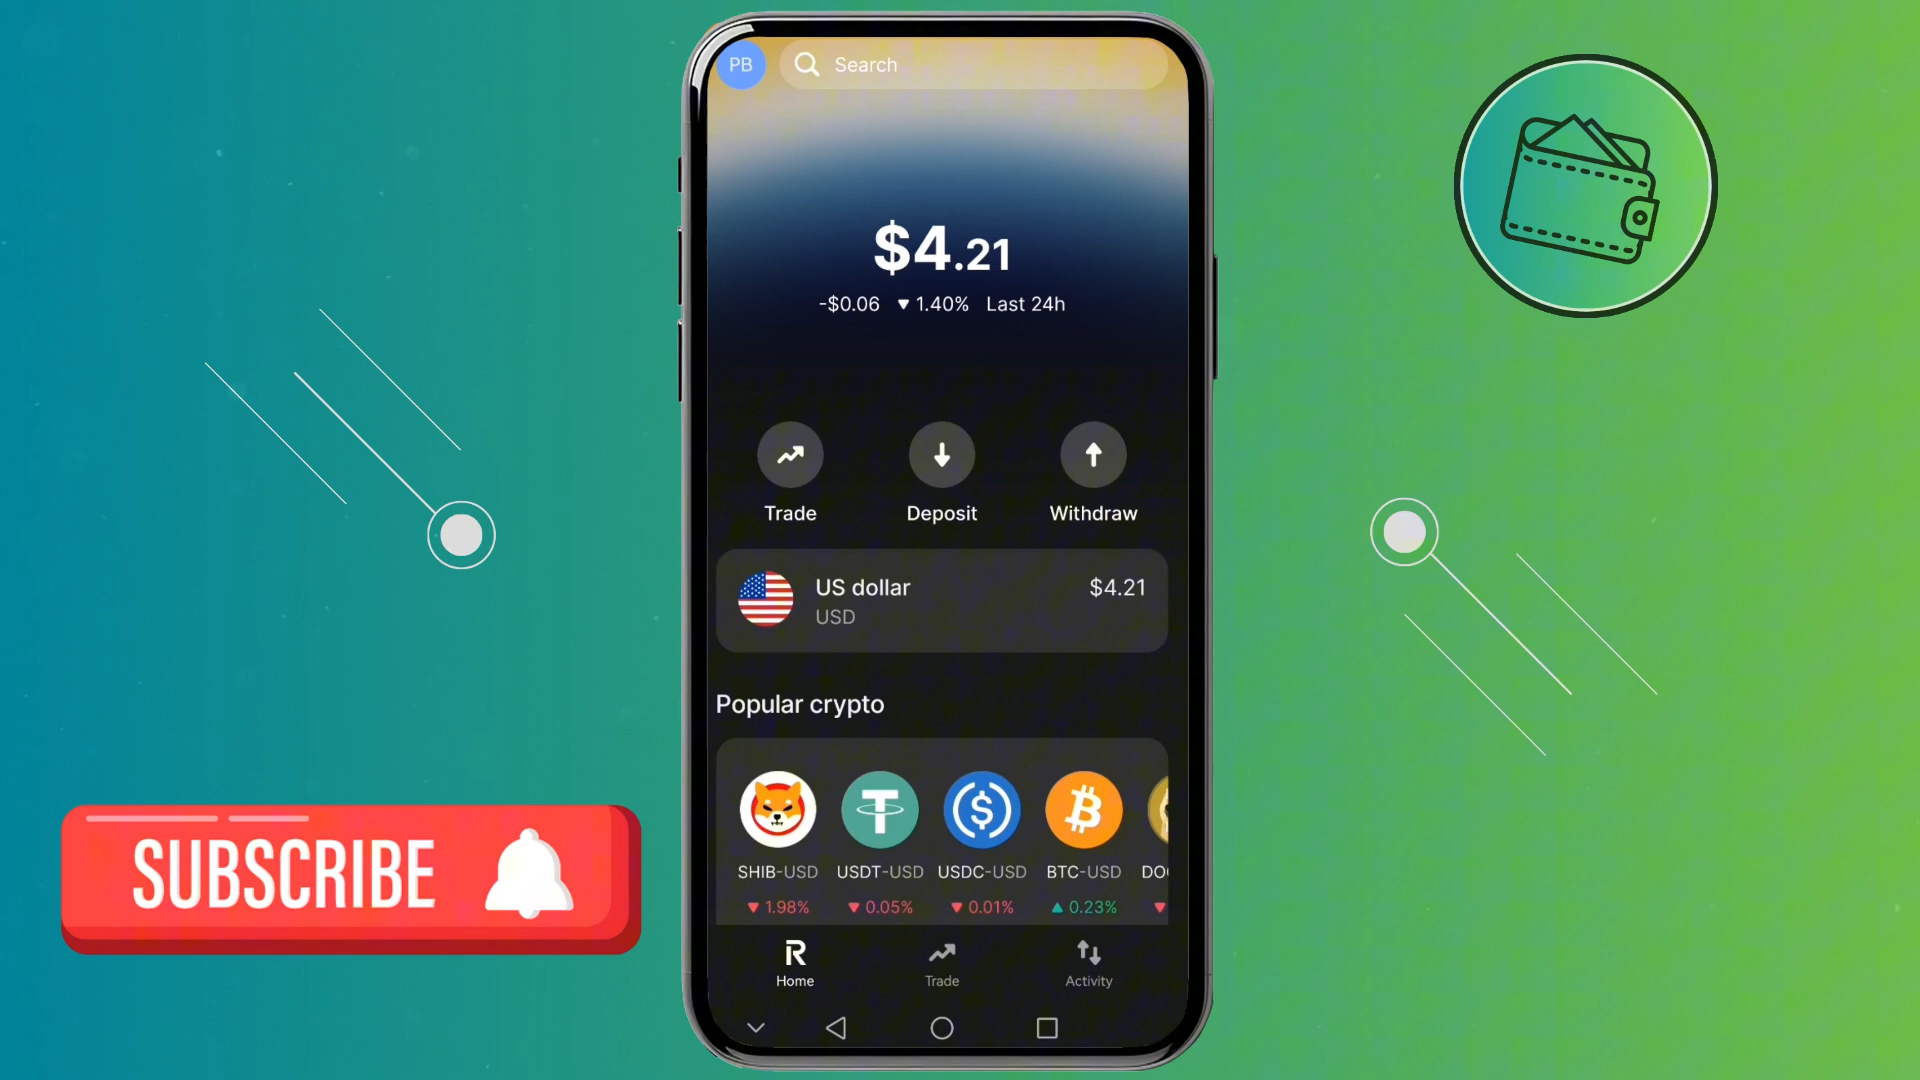 PB
Search
$4.21
-$0.06 ▼ 1.40% Last 24h
Trade Deposit Withdraw
US dollar $4.21
USD
Popular crypto
SHIB-USD USDT-USD USDC-USD BTC-USD DO
▼ 1.98% ▼ 0.05% ▼ 0.01% ▲ 0.23% ▼
Home Trade Activity
SUBSCRIBE